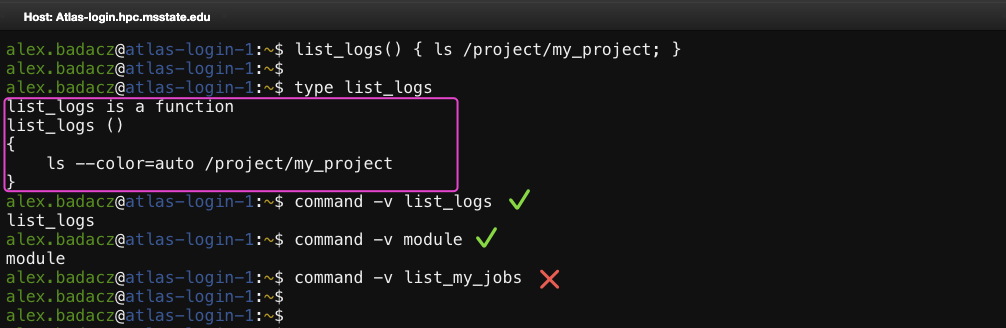 Host: Atlas-login.hpc.msstate.edu
alex.badacz@atlas-login-1:~$ list_logs() { ls /project/my_project; }
alex.badacz@atlas-login-1:~$
alex.badacz@atlas-login-1:~$ type list_logs
list_logs is a function
list_logs ()
{
    ls --color=auto /project/my_project
}
alex.badacz@atlas-login-1:~$ command -v list_logs
list_logs
alex.badacz@atlas-login-1:~$ command -v module
module
alex.badacz@atlas-login-1:~$ command -v list_my_jobs
alex.badacz@atlas-login-1:~$
alex.badacz@atlas-login-1:~$